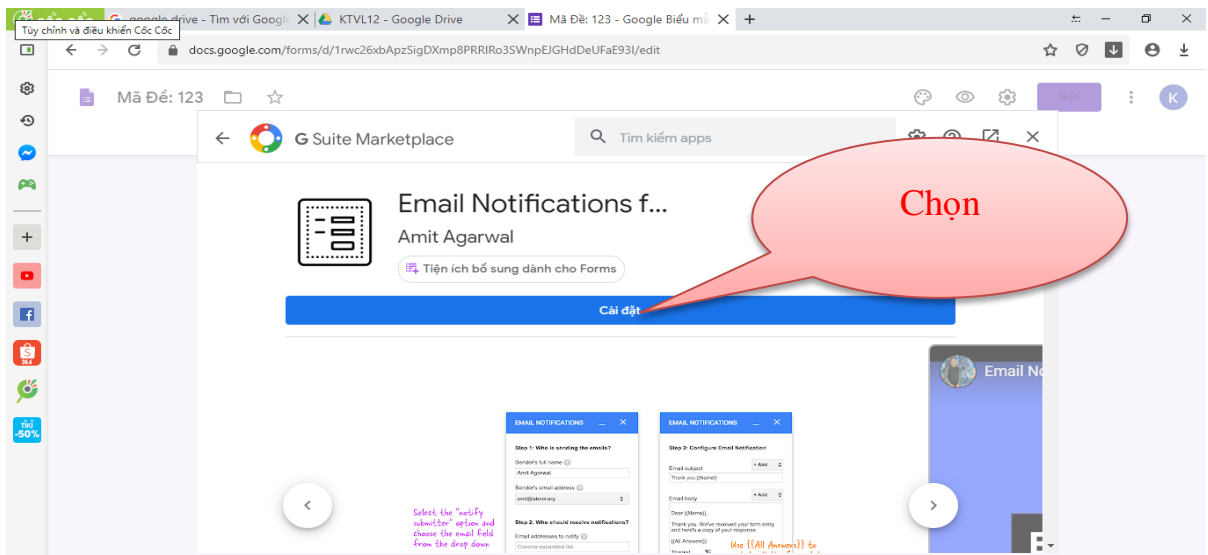 google drive - Tìm với Google
KTVL12 - Google Drive
Mã Đề: 123 - Google Biểu mẫ
Tùy chỉnh và điều khiển Cốc Cốc
docs.google.com/forms/d/1rwc26xbApzSigDXmp8PRRIRo3SWnpEJGHdDeUFaE93I/edit
Mã Đề: 123
Gửi
K
G Suite Marketplace
Tìm kiếm apps
Email Notifications f...
Amit Agarwal
Tiện ích bổ sung dành cho Forms
Chọn
Cài đặt
Email No
EMAIL NOTIFICATIONS
Step 1: Who is sending the emails?
Sender's full name
Amit Agarwal
Sender's email address
amit@labnol.org
Step 2: Who should receive notifications?
Email addresses to notify
Comma separated list
Select the "notify
submitter" option and
choose the email field
from the drop down
EMAIL NOTIFICATIONS
Step 3: Configure Email Notification
Email subject
+ Add
Thank you {{Name}}
Email body
+ Add
Dear {{Name}},
Thank you. We've received your form entry
and here's a copy of your response.
{{All Answers}}
Use {{All Answers}} to
24.6
TIKI
-50%